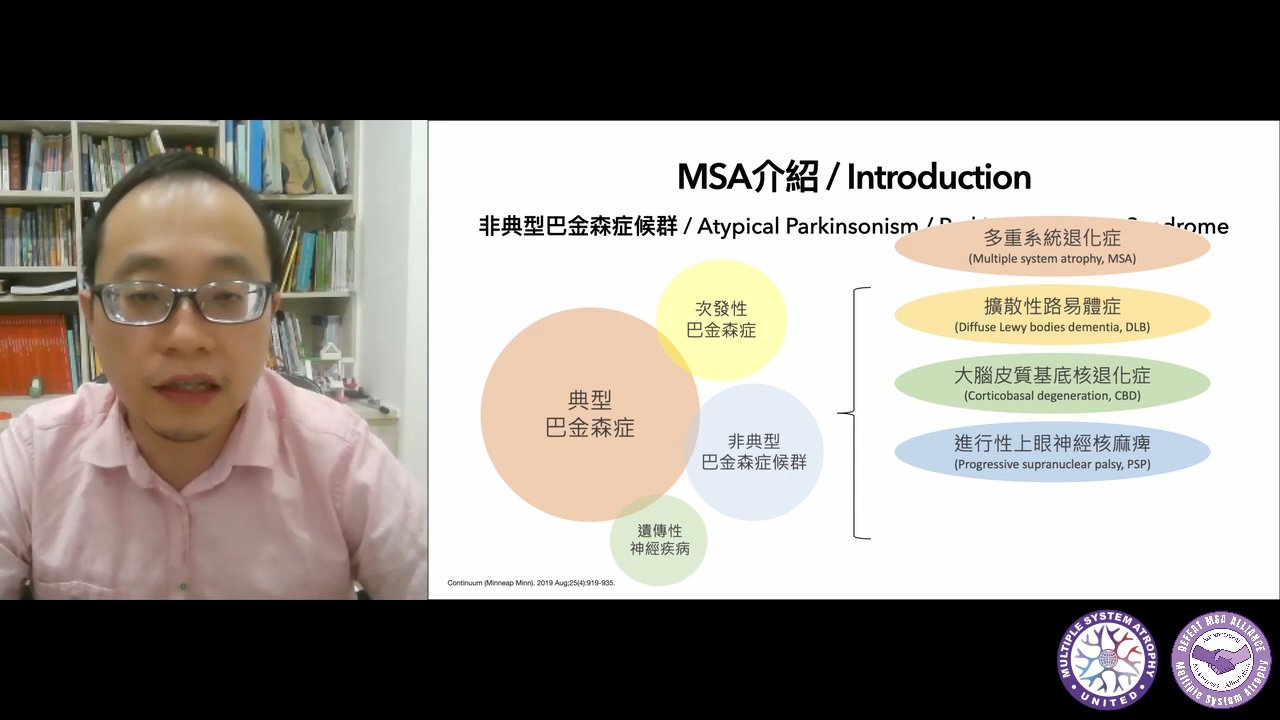 MSA介紹 / Introduction
非典型巴金森症候群 / Atypical Parkinsonism /
多重系統退化症
(Multiple system atrophy, MSA)
次發性
巴金森症
擴散性路易體症
(Diffuse Lewy bodies dementia, DLB)
典型
巴金森症
大腦皮質基底核退化症
(Corticobasal degeneration, CBD)
非典型
巴金森症候群
進行性上眼神經核麻痺
(Progressive supranuclear palsy, PSP)
遺傳性
神經疾病
Continuum (Minneap Minn). 2019 Aug;25(4):919-935.
MULTIPLE SYSTEM ATROPHY
UNITED
DEFEAT MSA ALLIANCE
Multiple System Atrophy